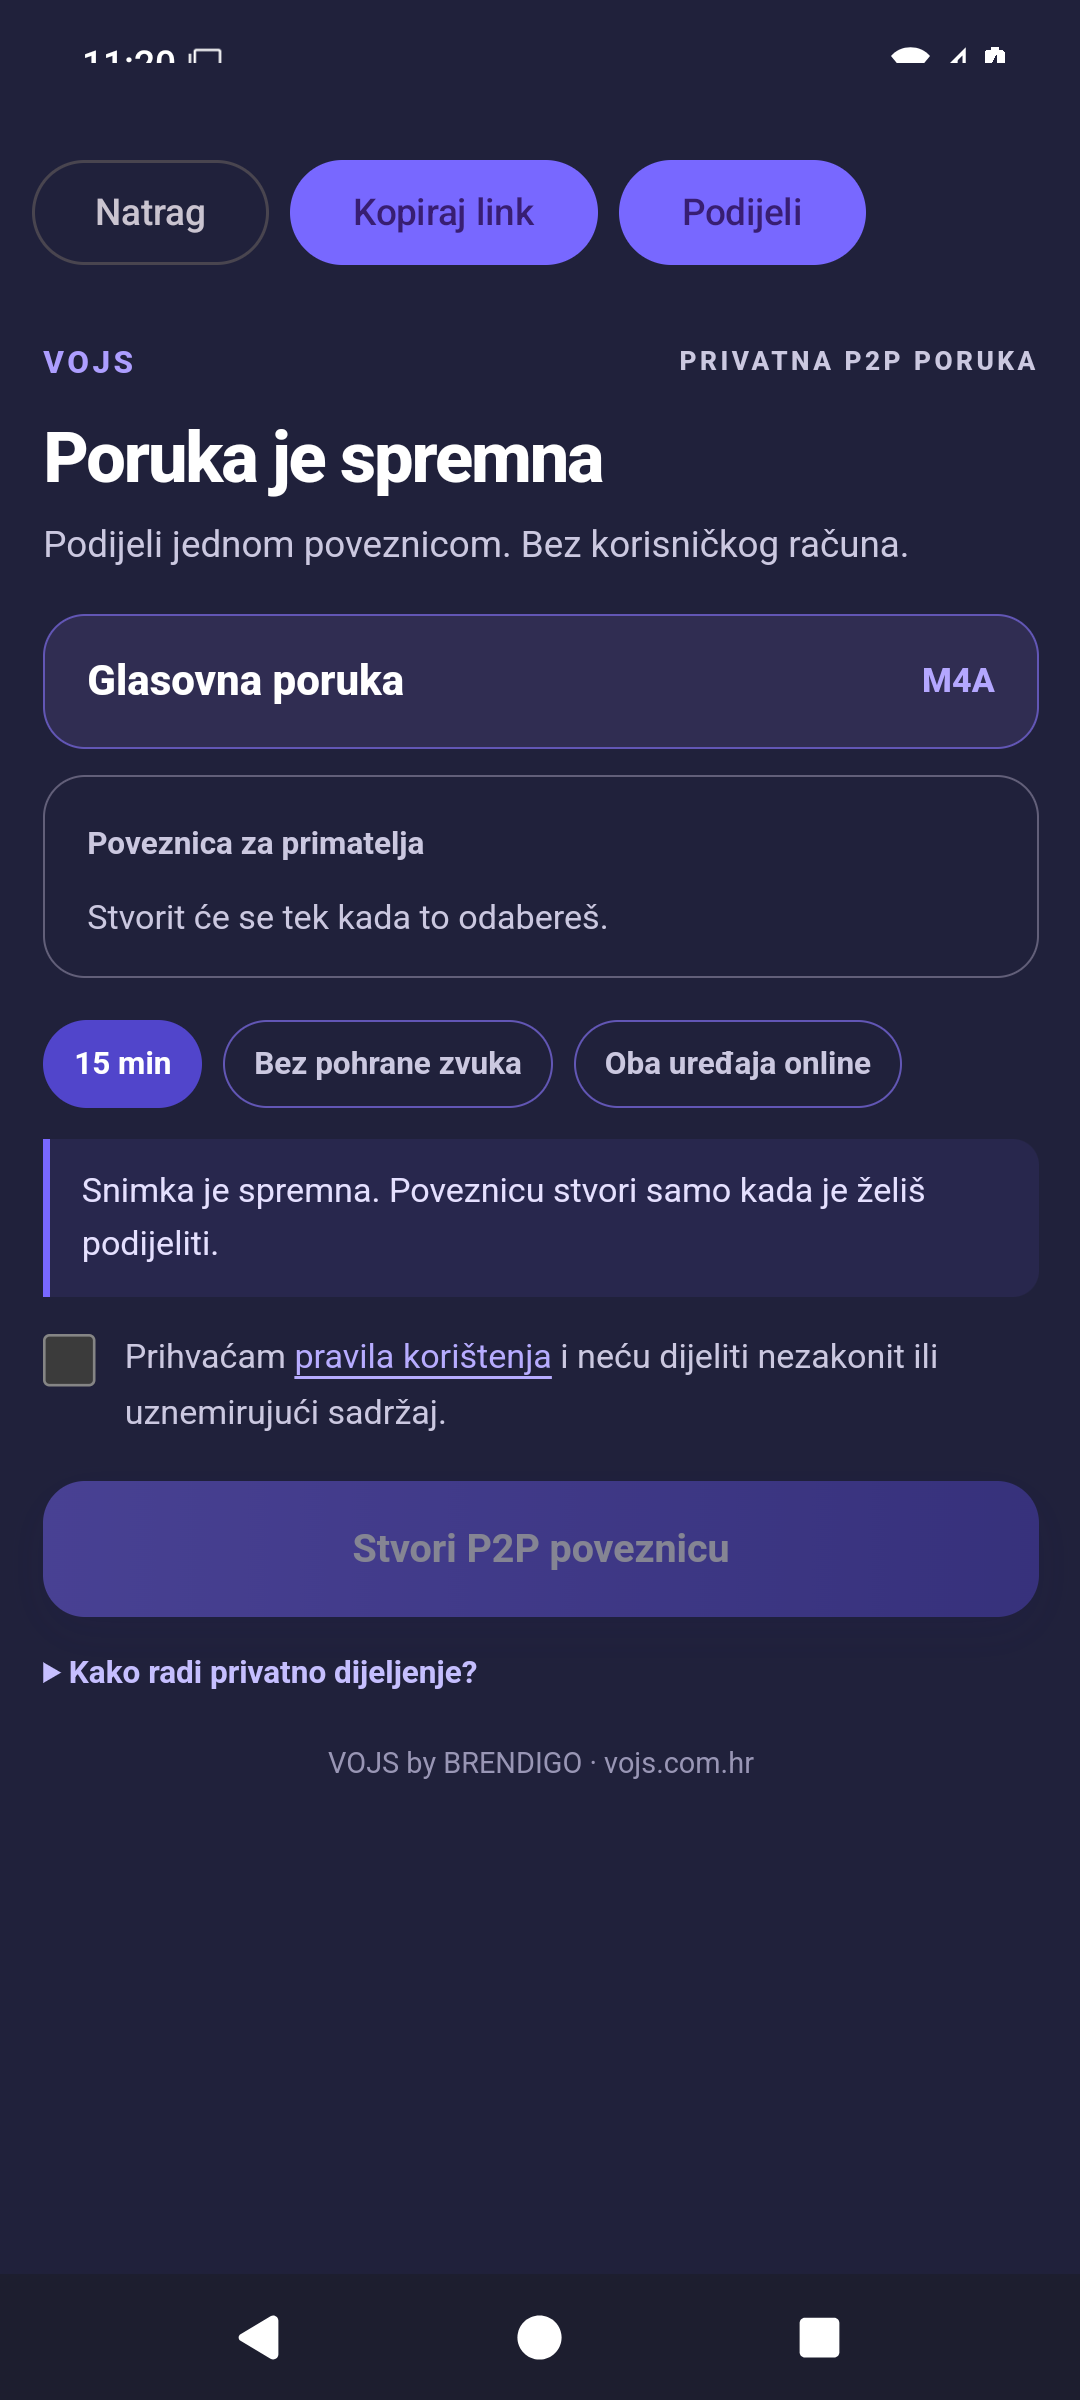 11:20
Natrag
Kopiraj link
Podijeli
VOJS
PRIVATNA P2P PORUKA
Poruka je spremna
Podijeli jednom poveznicom. Bez korisničkog računa.
Glasovna poruka
M4A
Poveznica za primatelja
Stvorit će se tek kada to odabereš.
15 min
Bez pohrane zvuka
Oba uređaja online
Snimka je spremna. Poveznicu stvori samo kada je želiš
podijeliti.
Prihvaćam pravila korištenja i neću dijeliti nezakonit ili
uznemirujući sadržaj.
Stvori P2P poveznicu
Kako radi privatno dijeljenje?
VOJS by BRENDIGO · vojs.com.hr